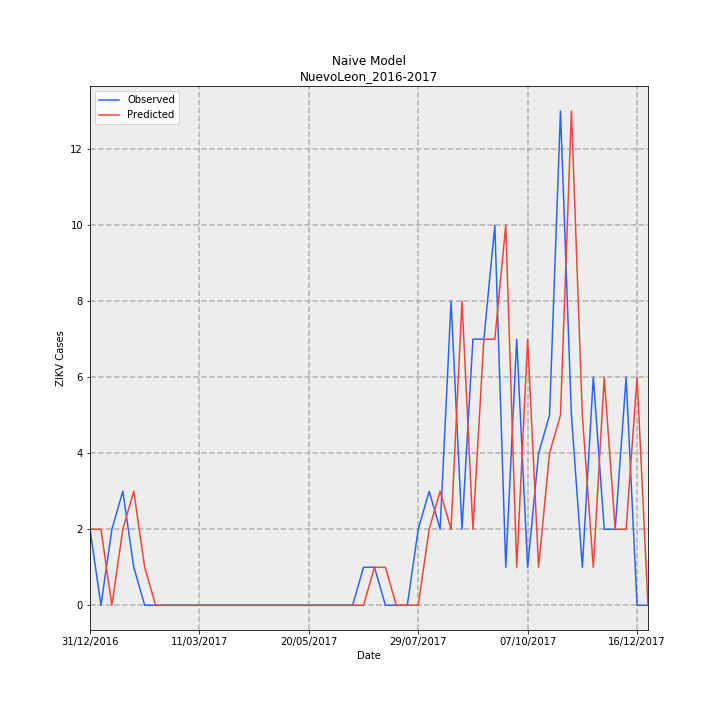 Naive Model
NuevoLeon_2016-2017
Observed
Predicted
ZIKV Cases
12
10
8
6
4
2
0
31/12/2016
11/03/2017
20/05/2017
29/07/2017
07/10/2017
16/12/2017
Date